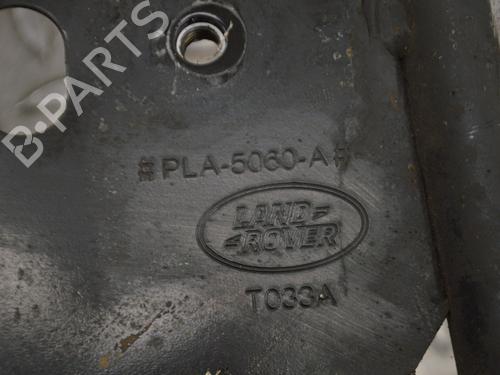 B-PARTS
#PLA-5060-A#
LAND
ROVER
T033A